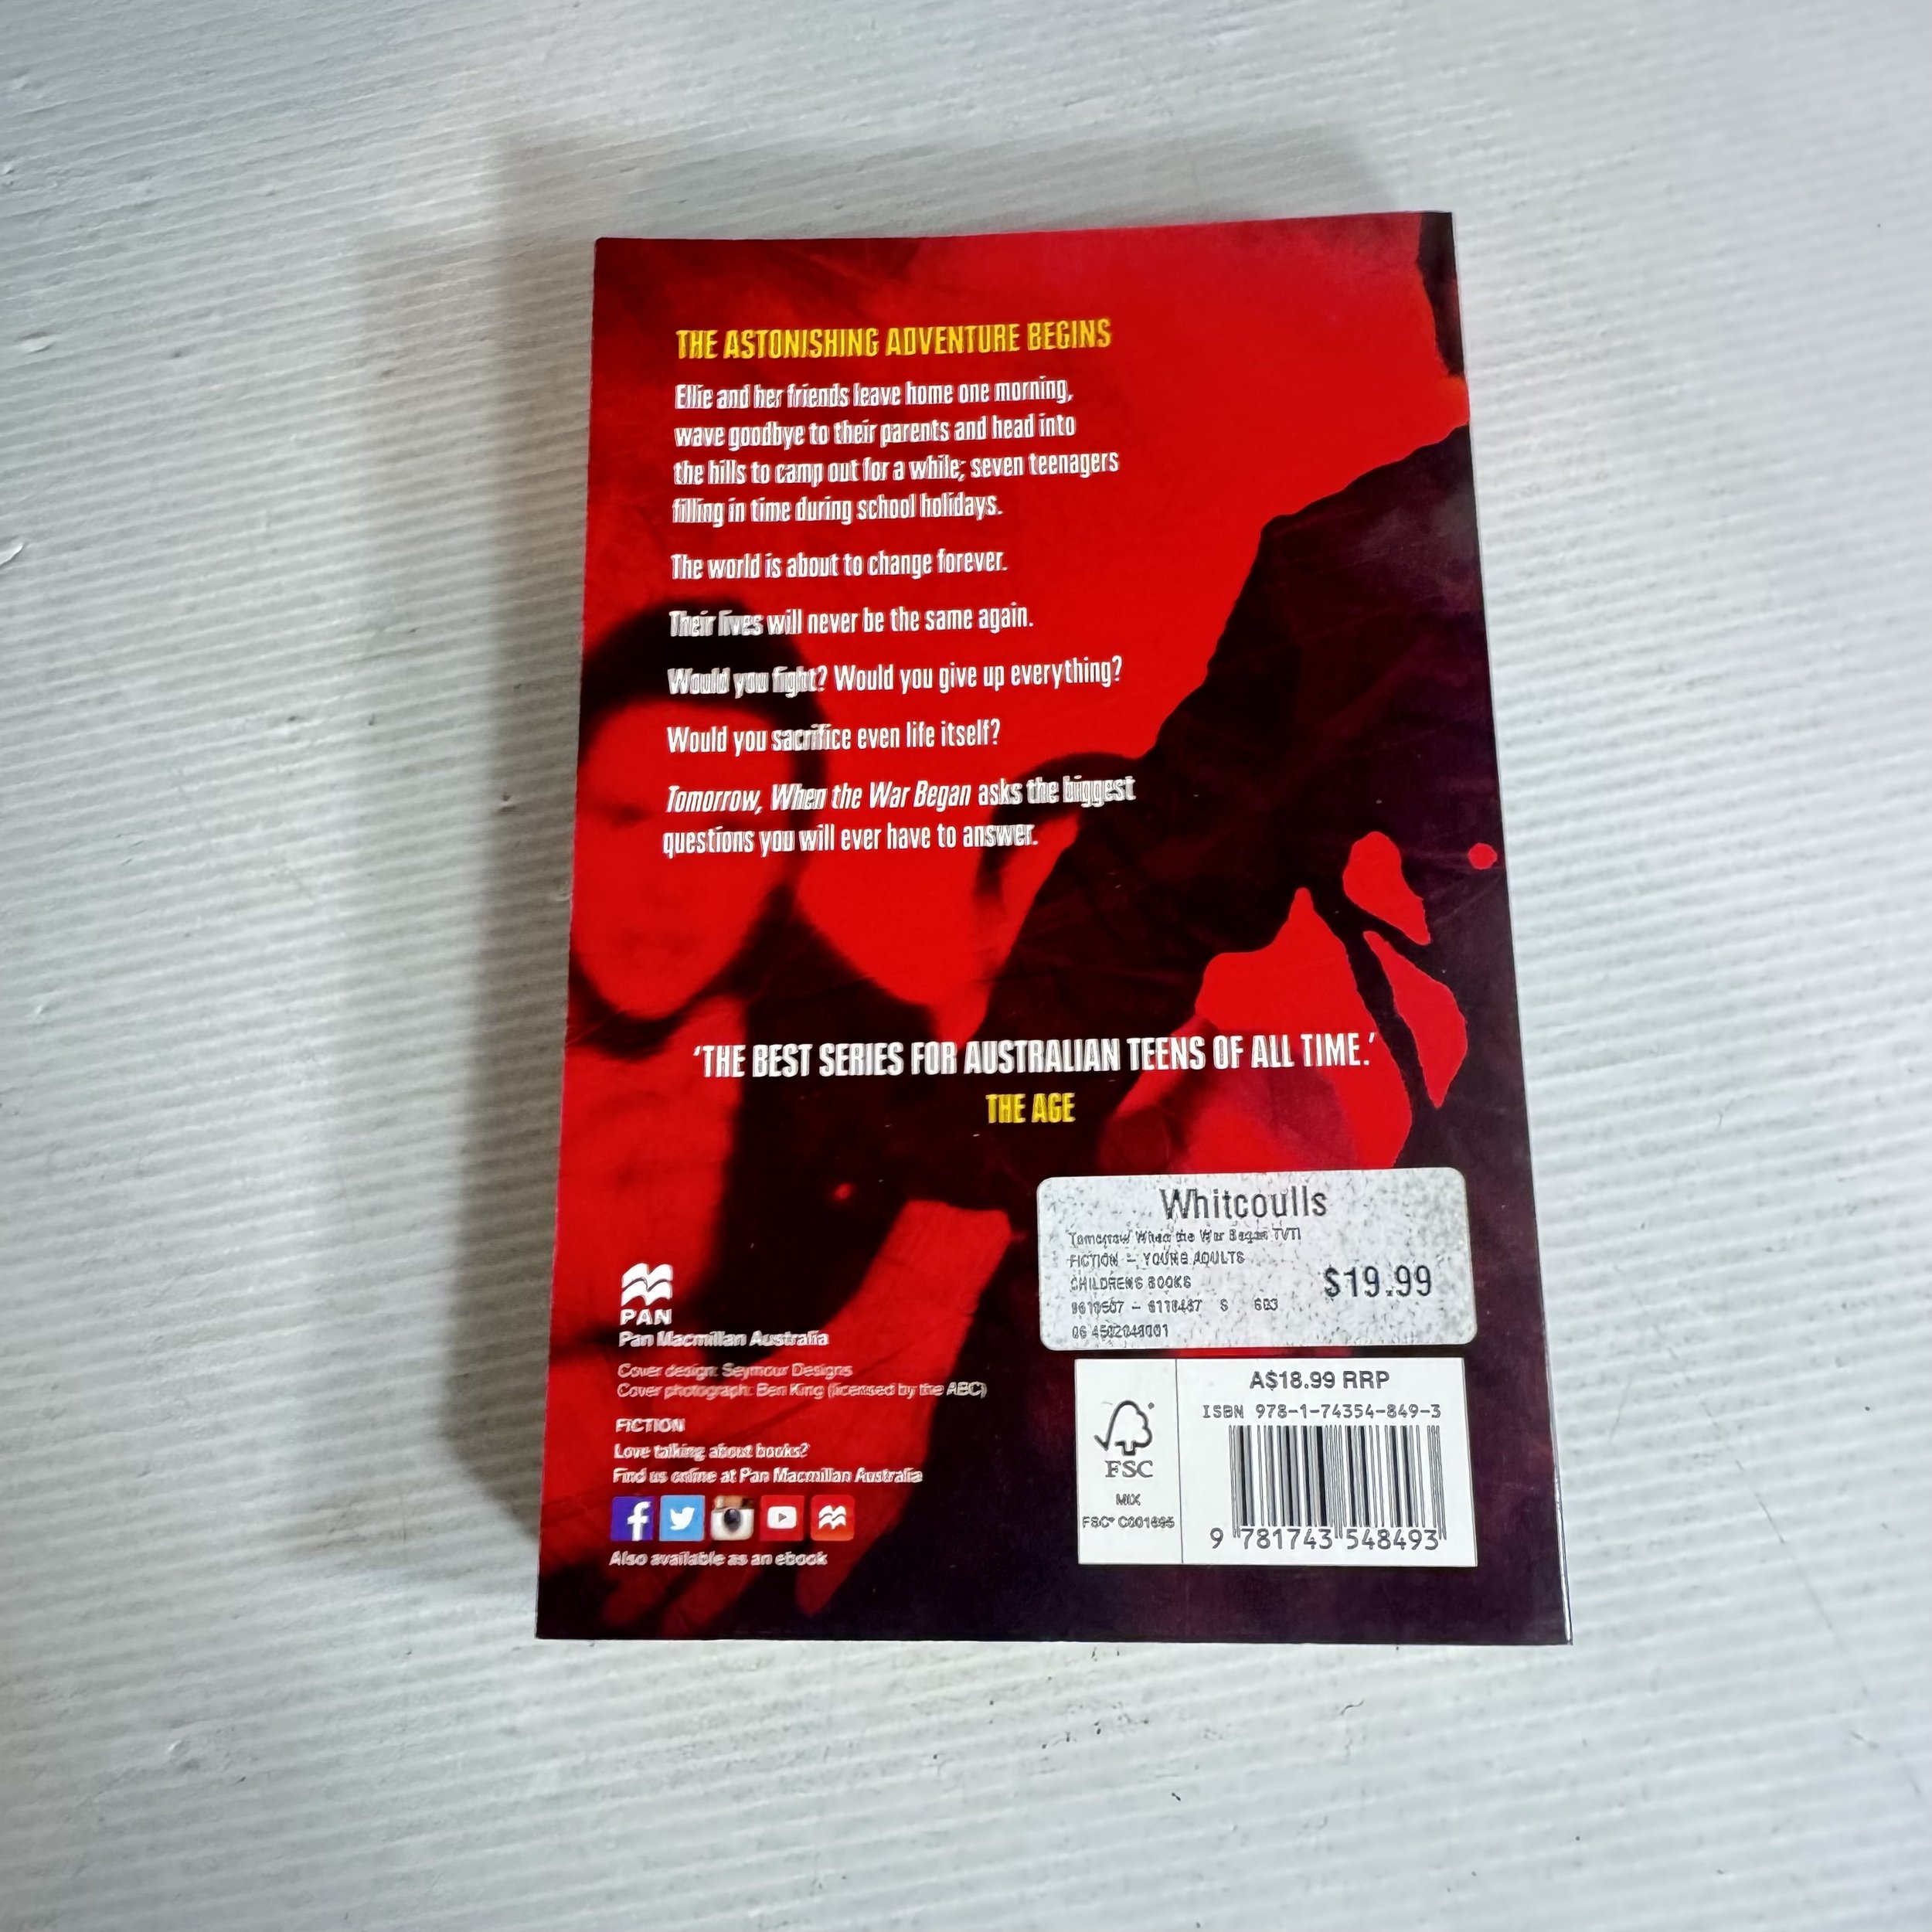 THE ASTONISHING ADVENTURE BEGINS
Ellie and her friends leave home one morning,
wave goodbye to their parents and head into
the hills to camp out for a while; seven teenagers
filling in time during school holidays.
The world is about to change forever.
Their lives will never be the same again.
Would you fight? Would you give up everything?
Would you sacrifice even life itself?
Tomorrow, When the War Began asks the biggest
questions you will ever have to answer.
‘THE BEST SERIES FOR AUSTRALIAN TEENS OF ALL TIME.’
THE AGE
Whitcoulls
Tomorrow When the War Began
FICTION - YOUNG ADULTS
CHILDRENS BOOKS
$19.99
PAN
Pan Macmillan Australia
Cover design: Seymour Designs
Cover photograph: Ben King (licensed by the ABC)
FICTION
Love talking about books?
Find us online at Pan Macmillan Australia
Also available as an ebook
A$18.99 RRP
ISBN 978-1-74354-849-3
FSC
MIX
9 781743 548493